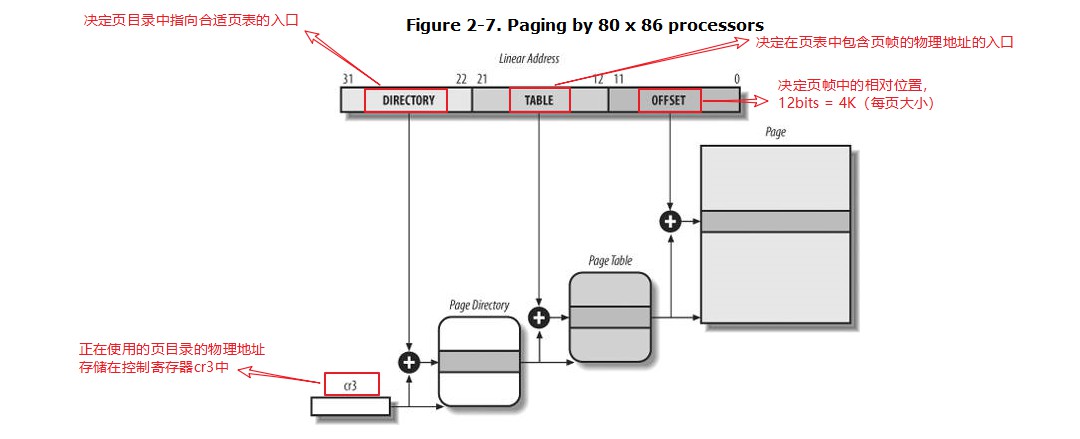 决定页目录中指向合适页表的入口
Figure 2-7. Paging by 80 x 86 processors
决定在页表中包含页帧的物理地址的入口
Linear Address
31 22 21 12 11 0
DIRECTORY TABLE OFFSET
决定页帧中的相对位置，
12bits = 4K（每页大小）
Page
Page Table
Page Directory
正在使用的页目录的物理地址
存储在控制寄存器cr3中
cr3